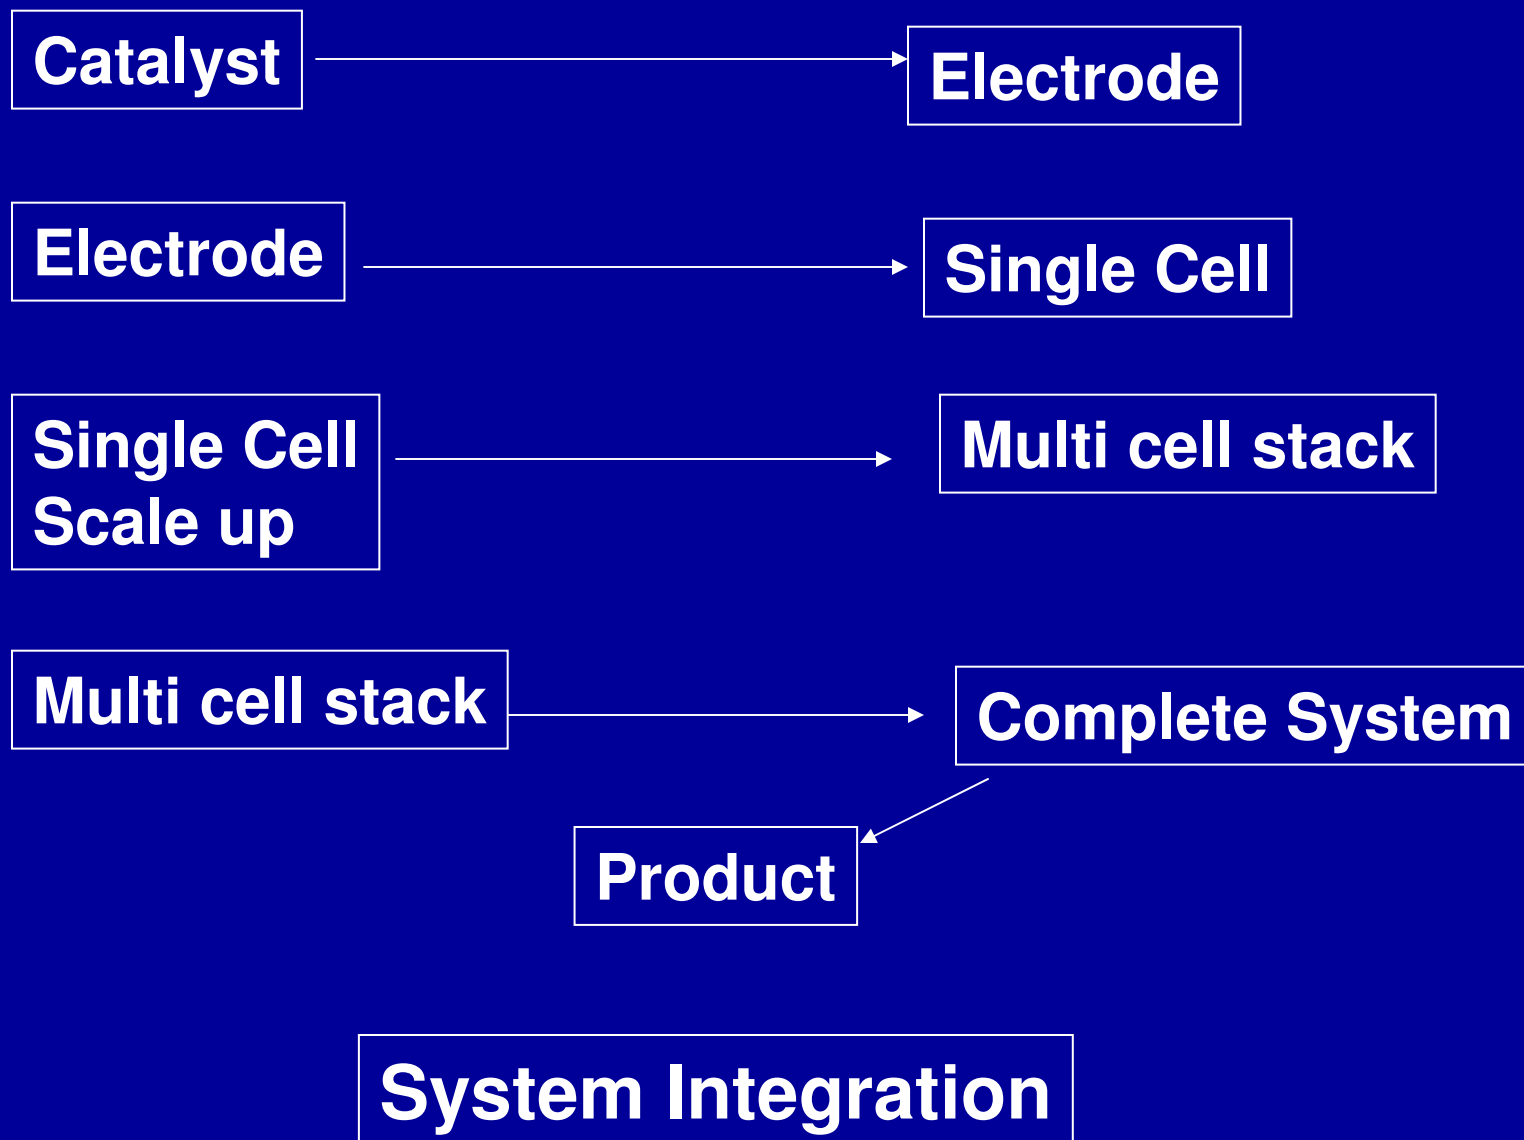 Catalyst
Electrode
Electrode
Single Cell
Single Cell
Scale up
Multi cell stack
Multi cell stack
Complete System
Product
System Integration